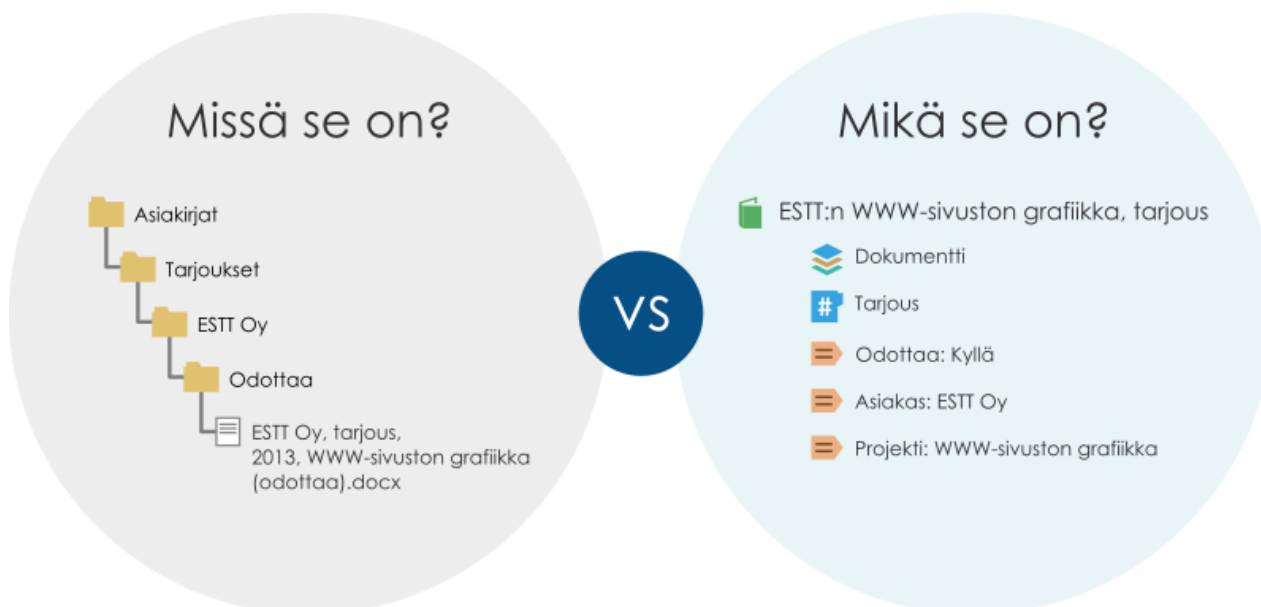 Missä se on?
Asiakirjat
Tarjoukset
ESTT Oy
Odottaa
ESTT Oy, tarjous,
2013, WWW-sivuston grafiikka
(odottaa).docx
VS
Mikä se on?
ESTT:n WWW-sivuston grafiikka, tarjous
Dokumentti
# Tarjous
Odottaa: Kyllä
Asiakas: ESTT Oy
Projekti: WWW-sivuston grafiikka